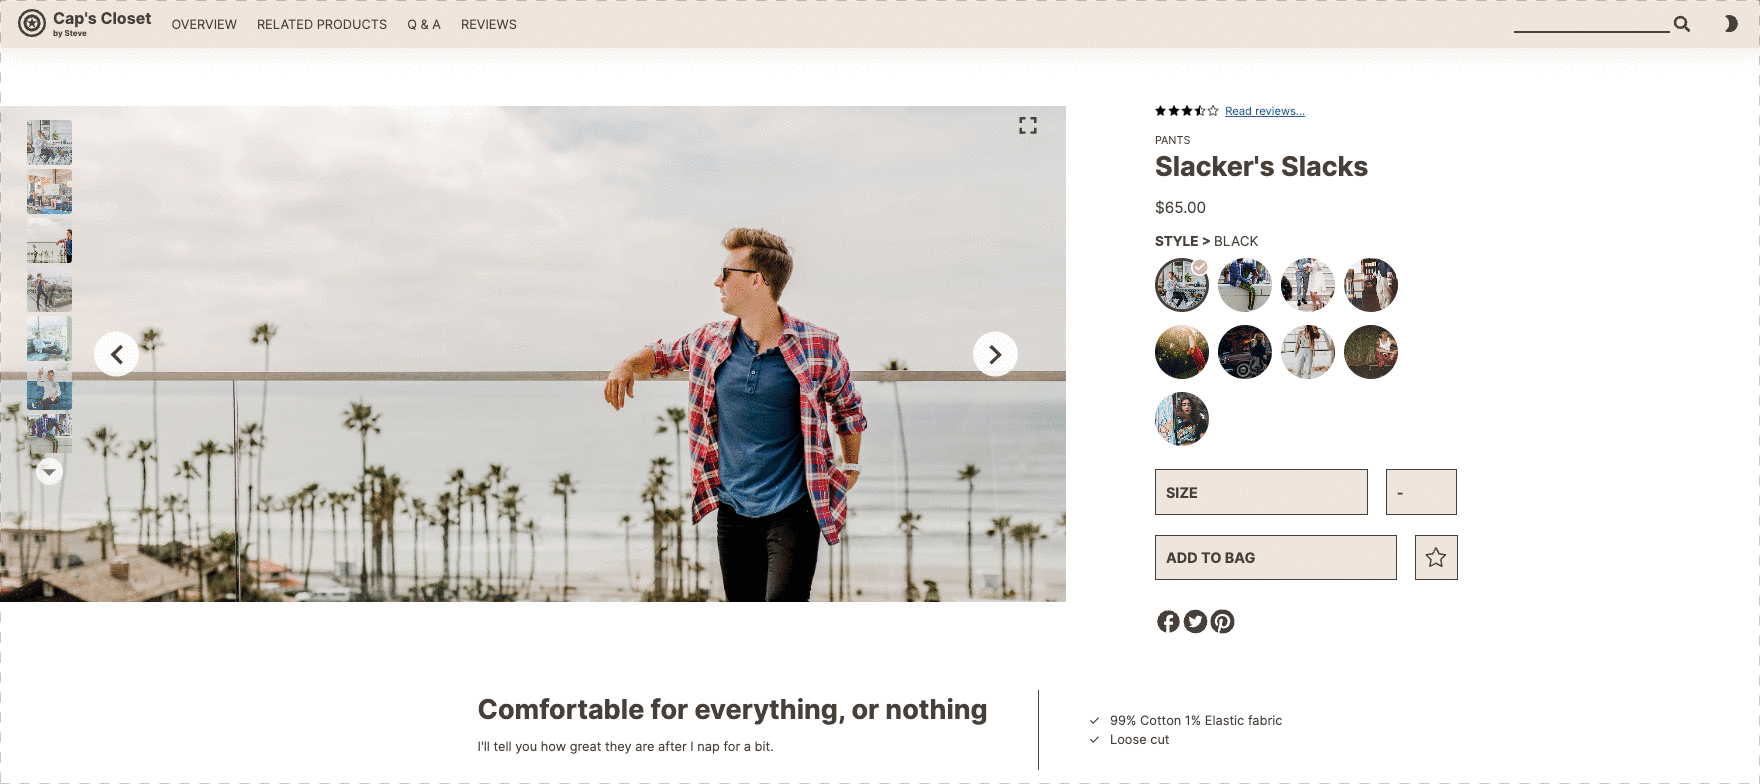 Cap's Closet
by Steve
OVERVIEW
RELATED PRODUCTS
Q & A
REVIEWS
Read reviews...
PANTS
Slacker's Slacks
$65.00
STYLE > BLACK
SIZE
-
ADD TO BAG
Comfortable for everything, or nothing
I'll tell you how great they are after I nap for a bit.
99% Cotton 1% Elastic fabric
Loose cut